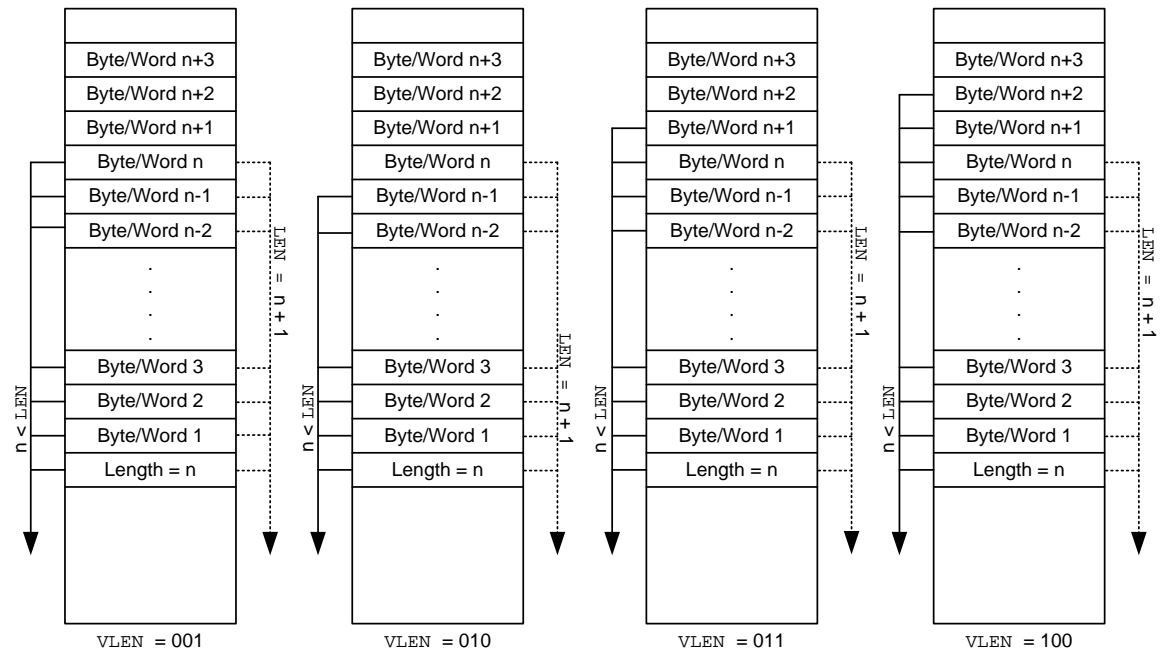 Byte/Word n+3
Byte/Word n+2
Byte/Word n+1
Byte/Word n
Byte/Word n-1
Byte/Word n-2
.
.
.
.
Byte/Word 3
Byte/Word 2
Byte/Word 1
Length = n
n < LEN
LEN = n + 1
VLEN = 001
Byte/Word n+3
Byte/Word n+2
Byte/Word n+1
Byte/Word n
Byte/Word n-1
Byte/Word n-2
.
.
.
.
Byte/Word 3
Byte/Word 2
Byte/Word 1
Length = n
n < LEN
LEN = n + 1
VLEN = 010
Byte/Word n+3
Byte/Word n+2
Byte/Word n+1
Byte/Word n
Byte/Word n-1
Byte/Word n-2
.
.
.
.
Byte/Word 3
Byte/Word 2
Byte/Word 1
Length = n
n < LEN
LEN = n + 1
VLEN = 011
Byte/Word n+3
Byte/Word n+2
Byte/Word n+1
Byte/Word n
Byte/Word n-1
Byte/Word n-2
.
.
.
.
Byte/Word 3
Byte/Word 2
Byte/Word 1
Length = n
n < LEN
LEN = n + 1
VLEN = 100